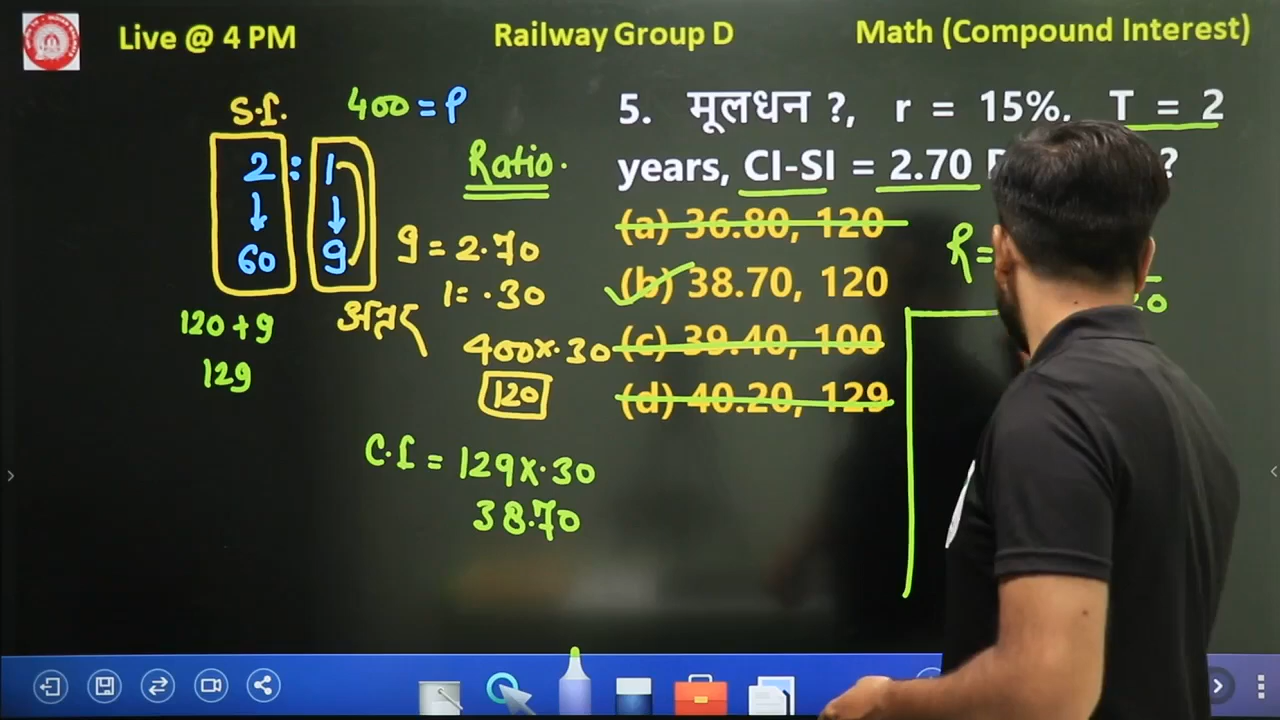 Live @ 4 PM
Railway Group D
Math (Compound Interest)
S.I.
400 = P
2 : 1
60 9
120 + 9
129
अन्तर
Ratio.
9 = 2.70
1 = .30
400 × .30
120
C.I = 129 × .30
38.70
5. मूलधन ?, r = 15%, T = 2
years, CI-SI = 2.70 ?
(a) 36.80, 120
(b) 38.70, 120
(c) 39.40, 100
(d) 40.20, 129
R =